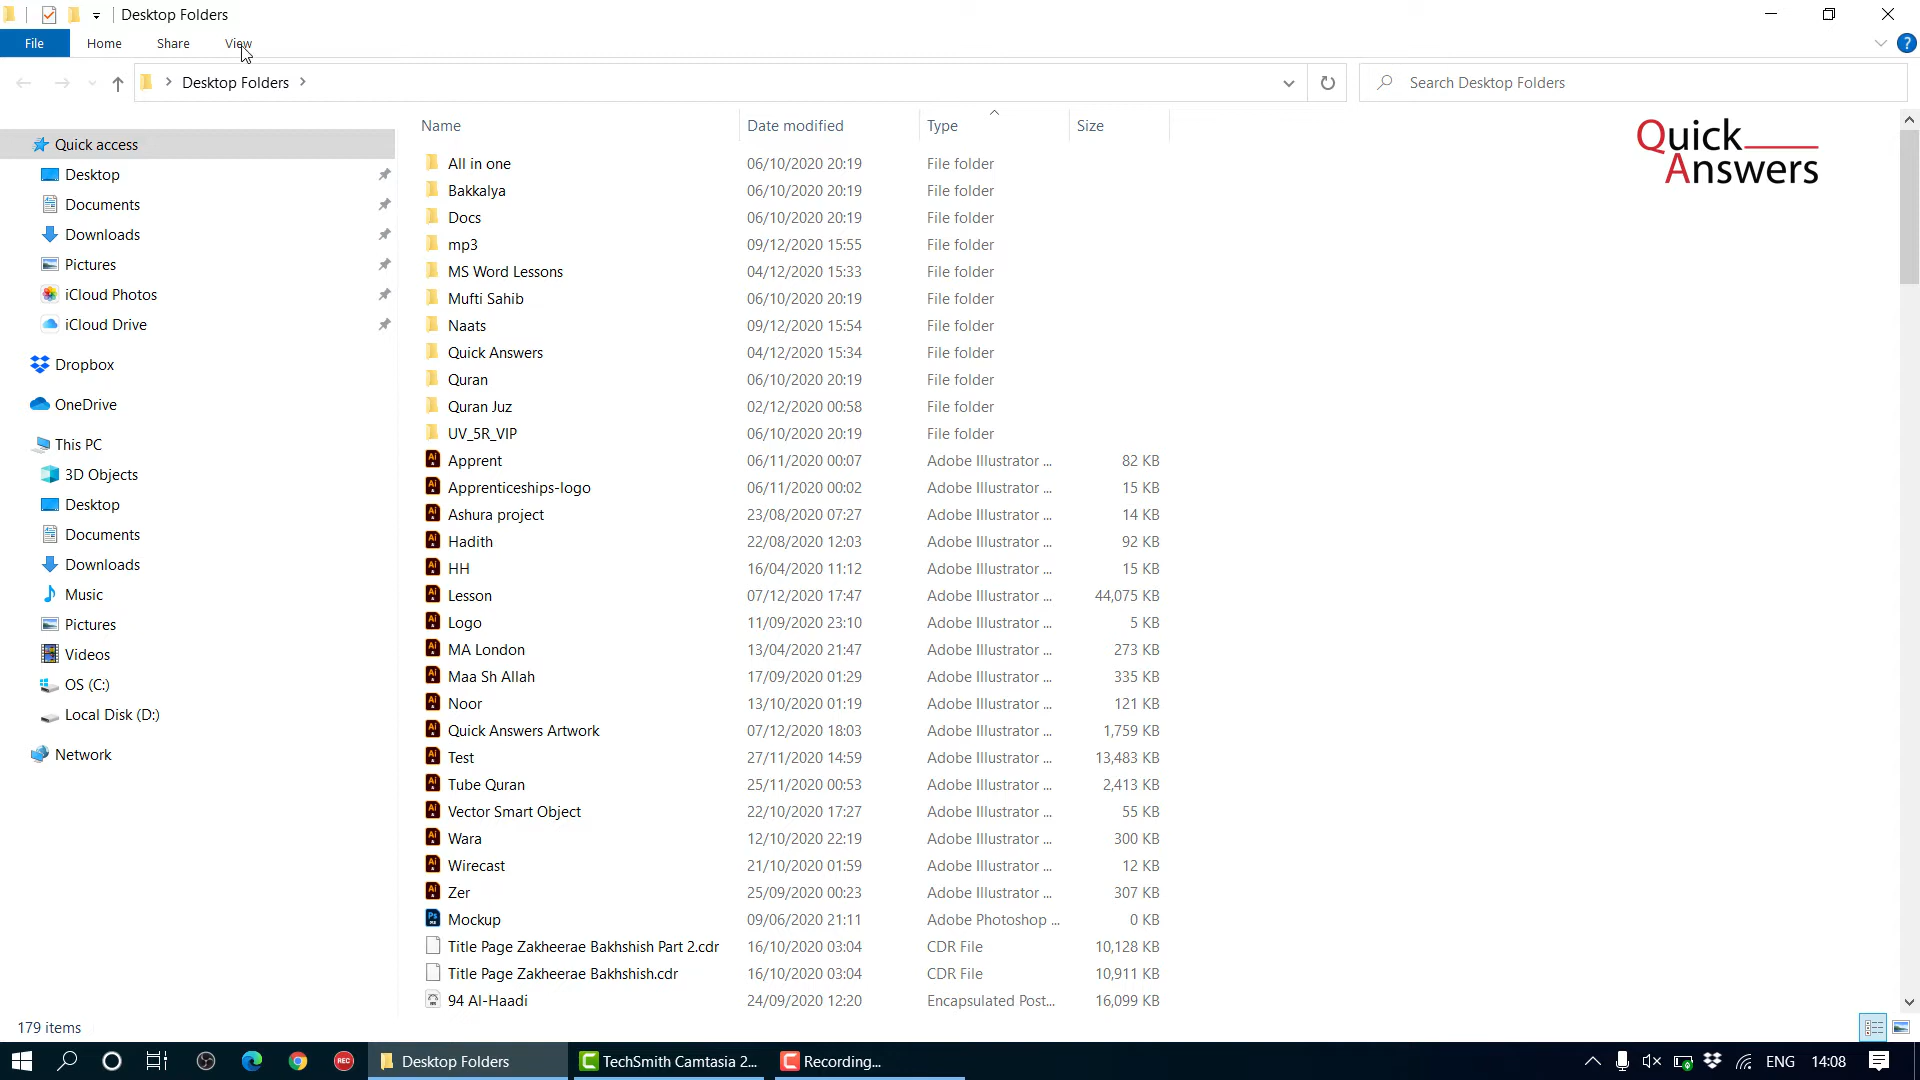 Desktop Folders
File Home Share View
Desktop Folders
Search Desktop Folders
Name Date modified Type Size
Quick Answers
Quick access
Desktop
Documents
Downloads
Pictures
iCloud Photos
iCloud Drive
Dropbox
OneDrive
This PC
3D Objects
Desktop
Documents
Downloads
Music
Pictures
Videos
OS (C:)
Local Disk (D:)
Network
All in one 06/10/2020 20:19 File folder
Bakkalya 06/10/2020 20:19 File folder
Docs 06/10/2020 20:19 File folder
mp3 09/12/2020 15:55 File folder
MS Word Lessons 04/12/2020 15:33 File folder
Mufti Sahib 06/10/2020 20:19 File folder
Naats 09/12/2020 15:54 File folder
Quick Answers 04/12/2020 15:34 File folder
Quran 06/10/2020 20:19 File folder
Quran Juz 02/12/2020 00:58 File folder
UV_5R_VIP 06/10/2020 20:19 File folder
Apprent 06/11/2020 00:07 Adobe Illustrator ... 82 KB
Apprenticeships-logo 06/11/2020 00:02 Adobe Illustrator ... 15 KB
Ashura project 23/08/2020 07:27 Adobe Illustrator ... 14 KB
Hadith 22/08/2020 12:03 Adobe Illustrator ... 92 KB
HH 16/04/2020 11:12 Adobe Illustrator ... 15 KB
Lesson 07/12/2020 17:47 Adobe Illustrator ... 44,075 KB
Logo 11/09/2020 23:10 Adobe Illustrator ... 5 KB
MA London 13/04/2020 21:47 Adobe Illustrator ... 273 KB
Maa Sh Allah 17/09/2020 01:29 Adobe Illustrator ... 335 KB
Noor 13/10/2020 01:19 Adobe Illustrator ... 121 KB
Quick Answers Artwork 07/12/2020 18:03 Adobe Illustrator ... 1,759 KB
Test 27/11/2020 14:59 Adobe Illustrator ... 13,483 KB
Tube Quran 25/11/2020 00:53 Adobe Illustrator ... 2,413 KB
Vector Smart Object 22/10/2020 17:27 Adobe Illustrator ... 55 KB
Wara 12/10/2020 22:19 Adobe Illustrator ... 300 KB
Wirecast 21/10/2020 01:59 Adobe Illustrator ... 12 KB
Zer 25/09/2020 00:23 Adobe Illustrator ... 307 KB
Mockup 09/06/2020 21:11 Adobe Photoshop ... 0 KB
Title Page Zakheerae Bakhshish Part 2.cdr 16/10/2020 03:04 CDR File 10,128 KB
Title Page Zakheerae Bakhshish.cdr 16/10/2020 03:04 CDR File 10,911 KB
94 Al-Haadi 24/09/2020 12:20 Encapsulated Post... 16,099 KB
179 items
REC Desktop Folders TechSmith Camtasia 2... Recording... ENG 14:08